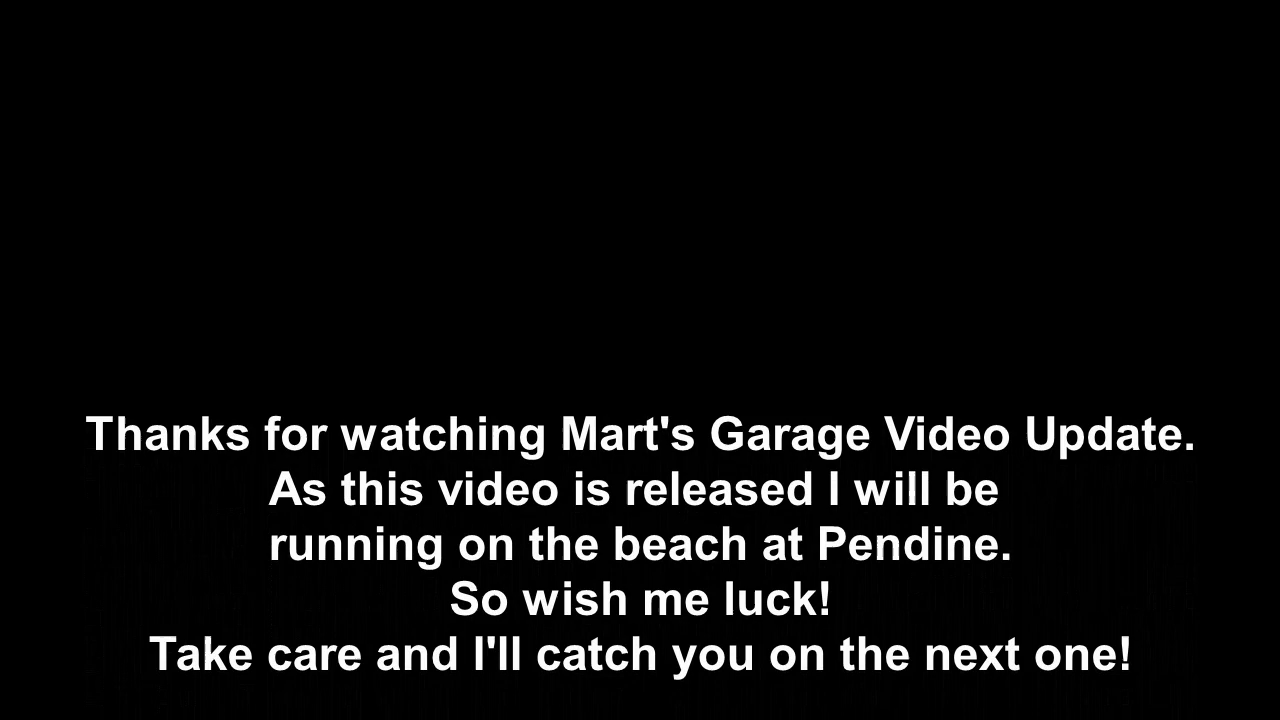 Thanks for watching Mart's Garage Video Update.
As this video is released I will be
running on the beach at Pendine.
So wish me luck!
Take care and I'll catch you on the next one!